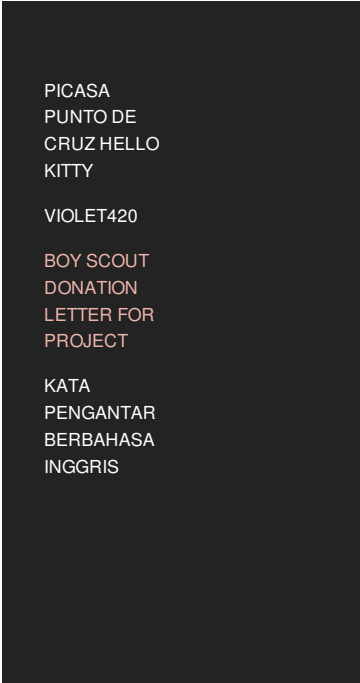 PICASA
PUNTO DE
CRUZ HELLO
KITTY
VIOLET420
BOY SCOUT
DONATION
LETTER FOR
PROJECT
KATA
PENGANTAR
BERBAHASA
INGGRIS